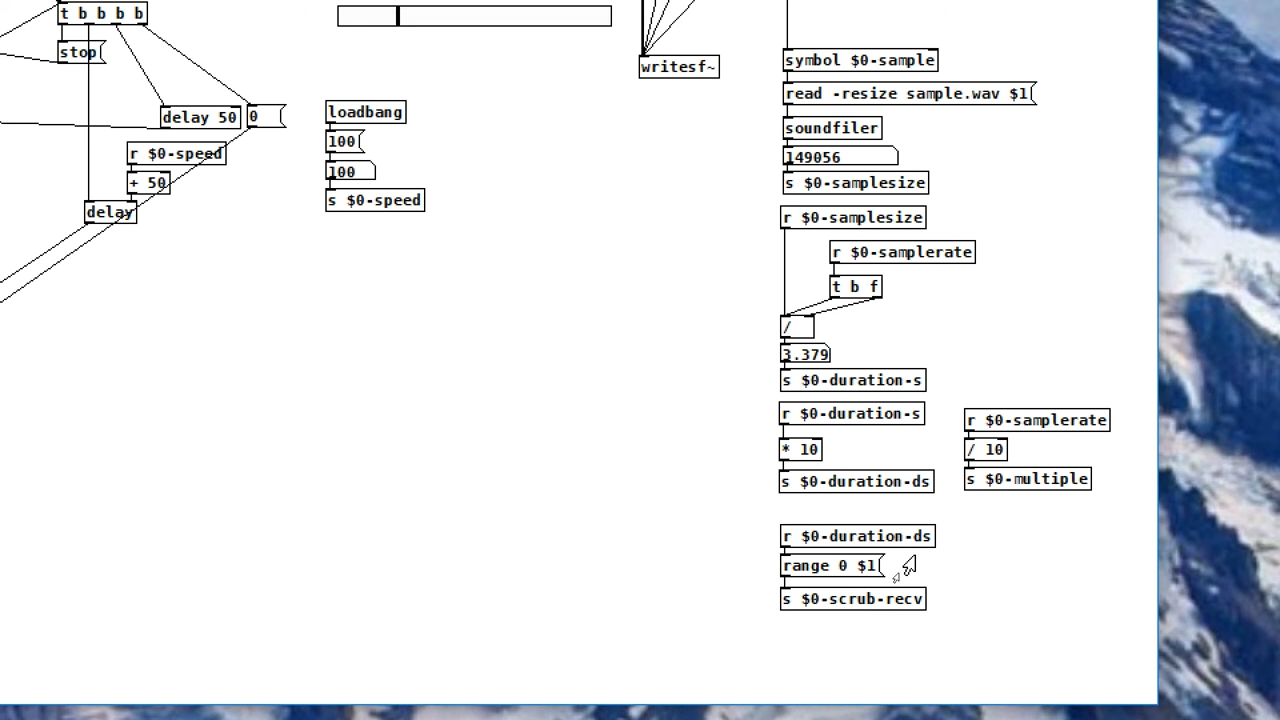 t b b b b
stop
delay 50
0
r $0-speed
+ 50
delay
loadbang
100
100
s $0-speed
writesf~
symbol $0-sample
read -resize sample.wav $1
soundfiler
149056
s $0-samplesize
r $0-samplesize
r $0-samplerate
t b f
/
3.379
s $0-duration-s
r $0-duration-s
* 10
s $0-duration-ds
r $0-samplerate
/ 10
s $0-multiple
r $0-duration-ds
range 0 $1
s $0-scrub-recv